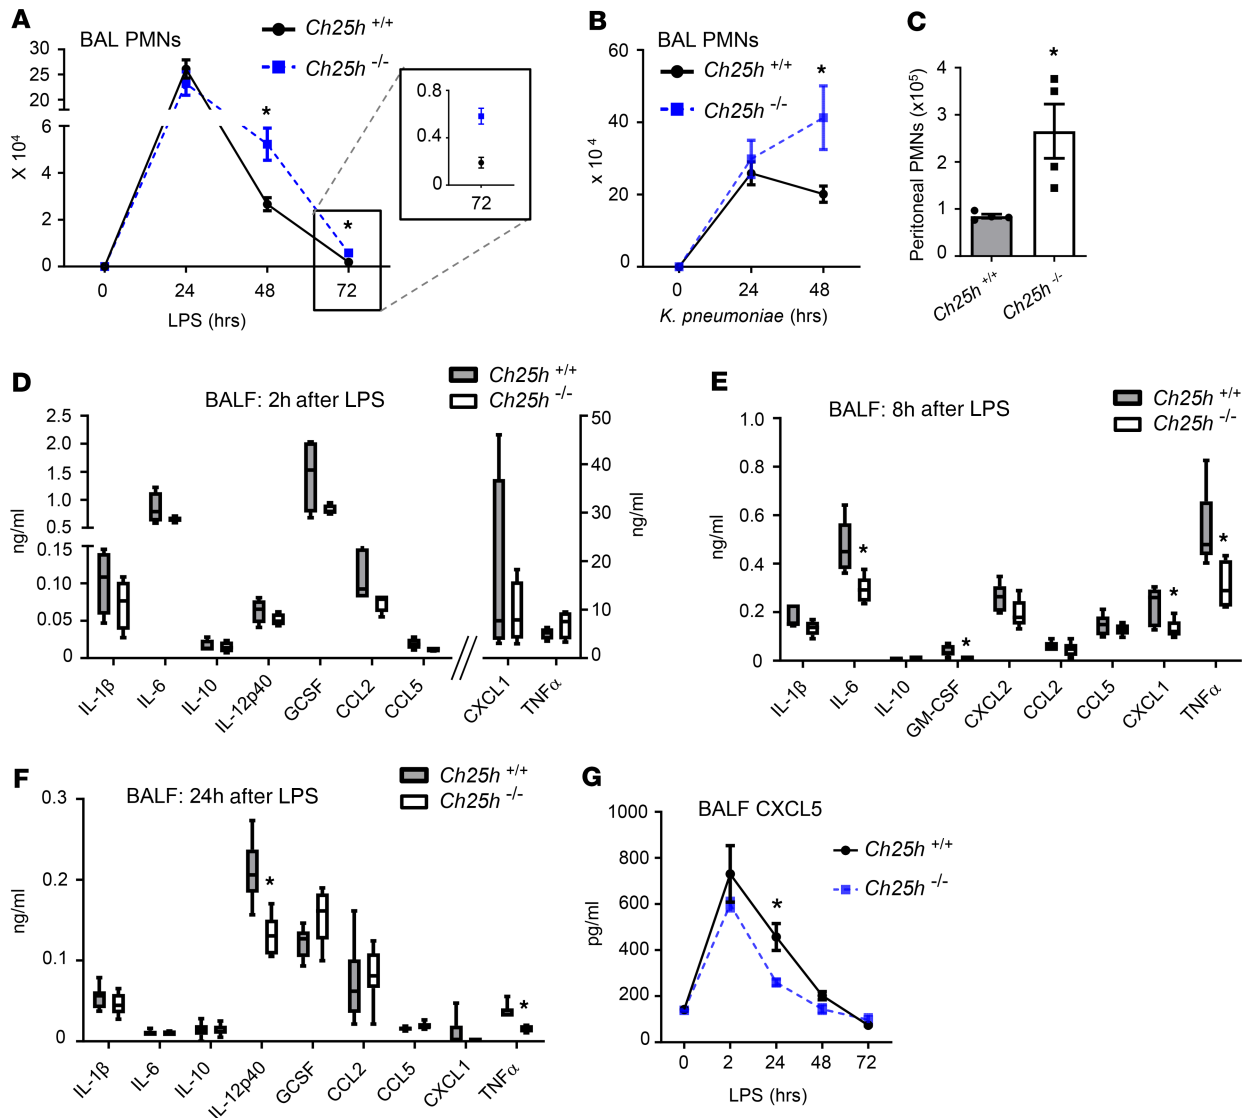 A
BAL PMNs
Ch25h +/+
Ch25h -/-
30
25
20
6
4
2
0
X 10⁴
*
*
0 24 48 72
LPS (hrs)
0.8
0.4
0
72
B
BAL PMNs
Ch25h +/+
Ch25h -/-
60
40
20
0
x 10⁴
*
0 24 48
K. pneumoniae (hrs)
C
Peritoneal PMNs (x10⁵)
4
3
2
1
0
*
Ch25h +/+
Ch25h -/-
D
BALF: 2h after LPS
Ch25h +/+
Ch25h -/-
2.5
2.0
1.5
1.0
0.5
0.15
0.10
0.05
0
ng/ml
50
40
30
20
10
0
ng/ml
IL-1β
IL-6
IL-10
IL-12p40
GCSF
CCL2
CCL5
CXCL1
TNFα
E
BALF: 8h after LPS
Ch25h +/+
Ch25h -/-
1.0
0.8
0.6
0.4
0.2
0
ng/ml
*
*
*
*
IL-1β
IL-6
IL-10
GM-CSF
CXCL2
CCL2
CCL5
CXCL1
TNFα
F
BALF: 24h after LPS
Ch25h +/+
Ch25h -/-
0.3
0.2
0.1
0
ng/ml
*
*
IL-1β
IL-6
IL-10
IL-12p40
GCSF
CCL2
CCL5
CXCL1
TNFα
G
BALF CXCL5
Ch25h +/+
Ch25h -/-
1000
800
600
400
200
0
pg/ml
*
0 2 24 48 72
LPS (hrs)